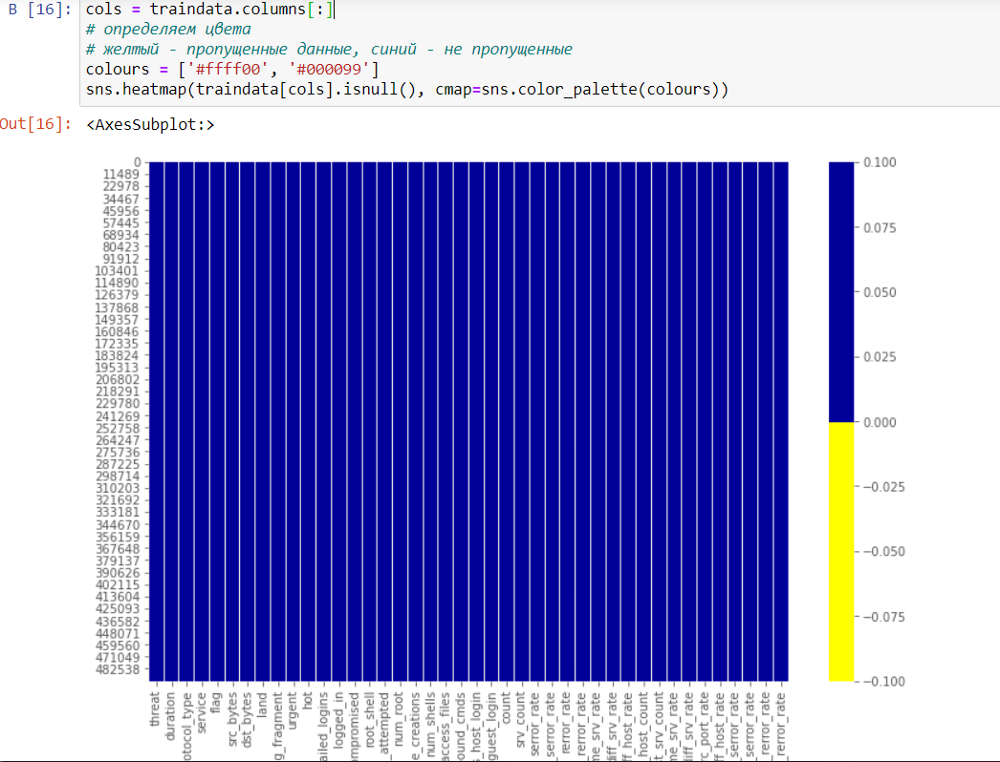 B [16]: cols = traindata.columns[:]
# определяем цвета
# желтый - пропущенные данные, синий - не пропущенные
colours = ['#ffff00', '#000099']
sns.heatmap(traindata[cols].isnull(), cmap=sns.color_palette(colours))
Out[16]: <AxesSubplot:>
0
11489
22978
34467
45956
57445
68934
80423
91912
103401
114890
126379
137868
149357
160846
172335
183824
195313
206802
218291
229780
241269
252758
264247
275736
287225
298714
310203
321692
333181
344670
356159
367648
379137
390626
402115
413604
425093
436582
448071
459560
471049
482538
threat
duration
otocol_type
service
flag
src_bytes
dst_bytes
land
g_fragment
urgent
hot
ailed_logins
logged_in
ompromised
root_shell
attempted
num_root
e_creations
num_shells
access_files
ound_cmds
s_host_login
guest_login
count
srv_count
serror_rate
serror_rate
rerror_rate
rerror_rate
me_srv_rate
diff_srv_rate
ff_host_rate
host_count
st_srv_count
me_srv_rate
diff_srv_rate
rc_port_rate
ff_host_rate
serror_rate
serror_rate
rerror_rate
rerror_rate
0.100
0.075
0.050
0.025
0.000
−0.025
−0.050
−0.075
−0.100